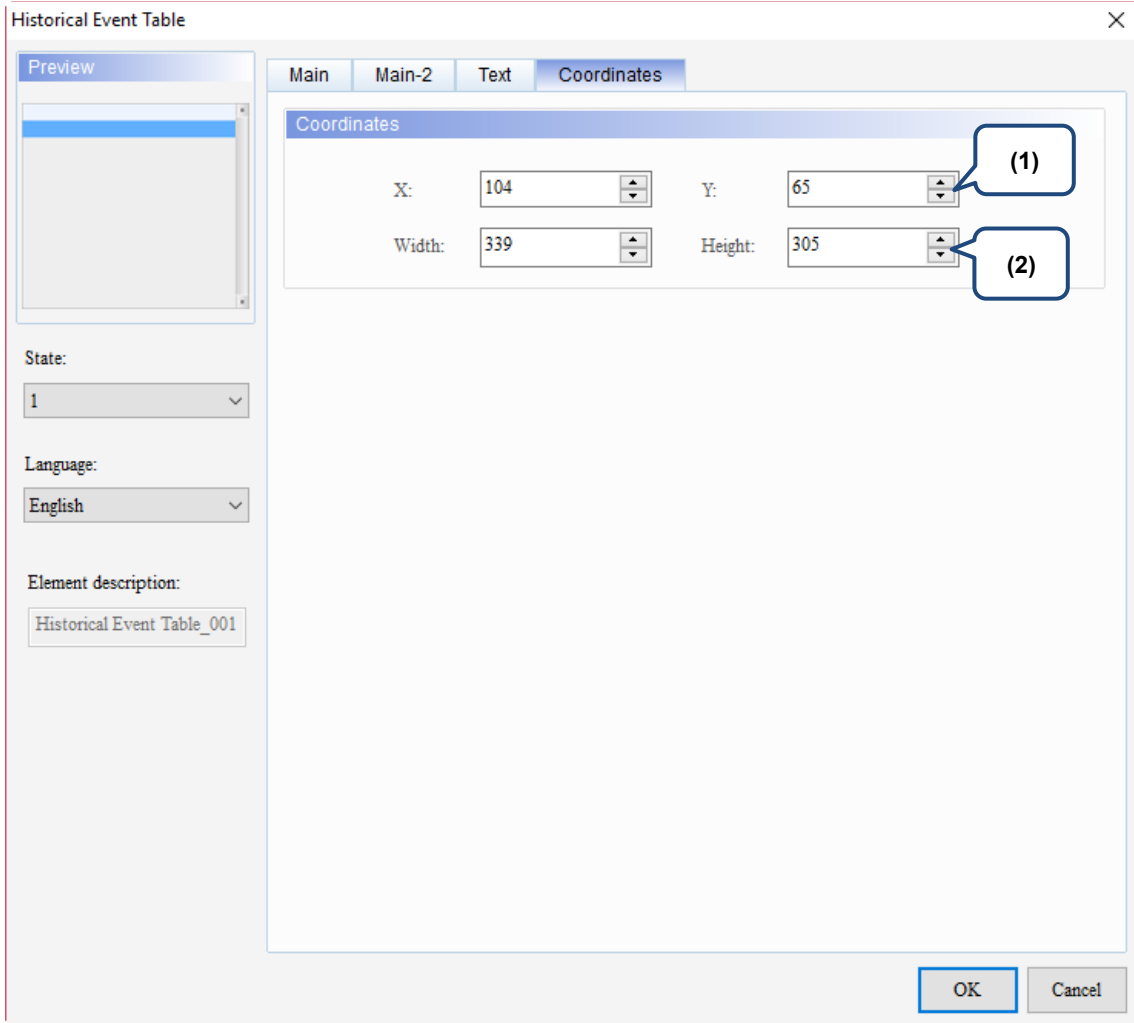 Historical Event Table
Preview
Main Main-2 Text Coordinates
Coordinates
(1)
X: 104 Y: 65
Width: 339 Height: 305
(2)
State:
1
Language:
English
Element description:
Historical Event Table_001
OK Cancel